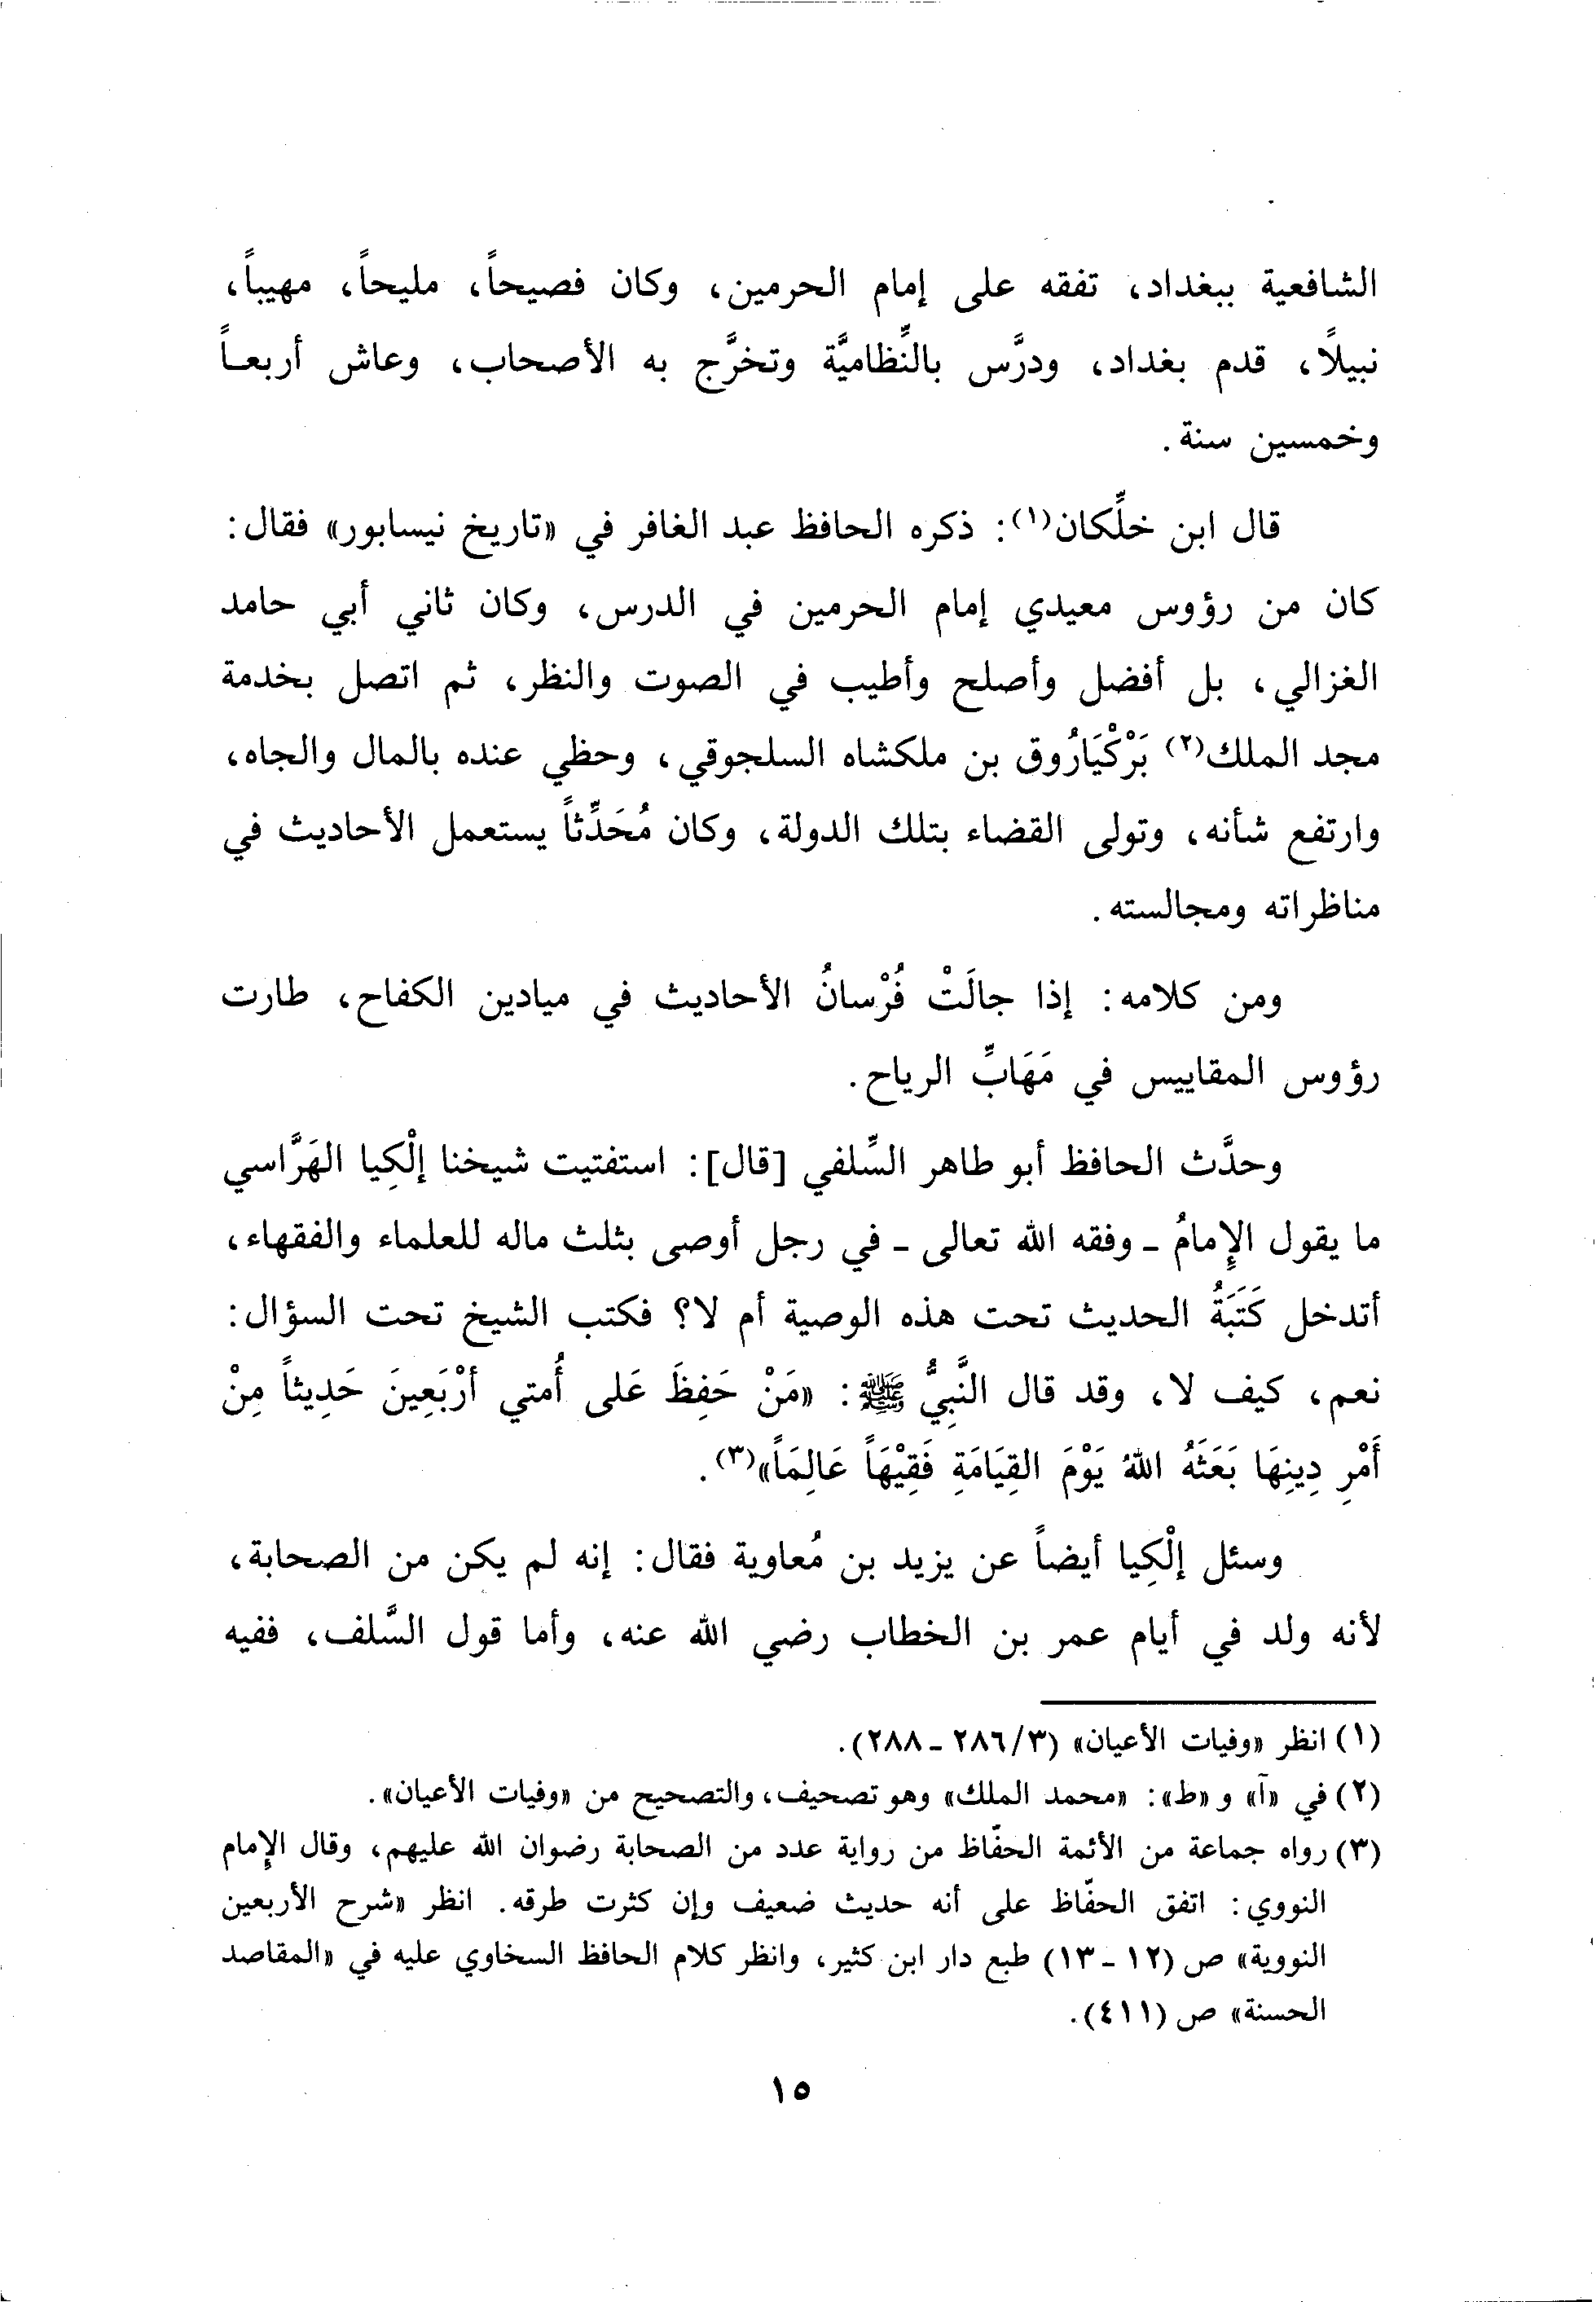 الشافعية ببغداد، تفقه على إمام الحرمين، وكان فصيحاً، مليحاً، مهيباً،
نبيلًا، قدم بغداد، ودرَّس بالنِّظاميَّة وتخرَّج به الأصحاب، وعاش أربعـاً
وخمسين سنة.
قال ابن خلِّكان(١): ذكره الحافظ عبد الغافر في «تاريخ نيسابور» فقال:
كان من رؤوس معيدي إمام الحرمين في الدرس، وكان ثاني أبي حامد
الغزالي، بل أفضل وأصلح وأطيب في الصوت والنظر، ثم اتصل بخدمة
مجد الملك(٢) بَرْكْيَارُوق بن ملكشاه السلجوقي، وحظي عنده بالمال والجاه،
وارتفع شأنه، وتولى القضاء بتلك الدولة، وكان مُحَدِّثاً يستعمل الأحاديث في
مناظراته ومجالسته.
ومن كلامه: إذا جالَتْ فُرْسانُ الأحاديث في ميادين الكفاح، طارت
رؤوس المقاييس في مَهَابِّ الرياح.
وحدَّث الحافظ أبو طاهر السِّلفي [قال]: استفتيت شيخنا إلْكِيا الهَرَّاسي
ما يقول الإِمامُ ـ وفقه الله تعالى ـ في رجل أوصى بثلث ماله للعلماء والفقهاء،
أتدخل كَتَبَةُ الحديث تحت هذه الوصية أم لا؟ فكتب الشيخ تحت السؤال:
نعم، كيف لا، وقد قال النَّبِيُّ ﷺ: «مَنْ حَفِظَ عَلى أُمتي أرْبَعِينَ حَدِيثاً مِنْ
أَمْرِ دِينِهَا بَعَثَهُ اللهُ يَوْمَ القِيَامَةِ فَقِيْهَاً عَالِمَاً»(٣).
وسئل إلْكِيا أيضاً عن يزيد بن مُعاوية فقال: إنه لم يكن من الصحابة،
لأنه ولد في أيام عمر بن الخطاب رضي الله عنه، وأما قول السَّلف، ففيه
(١) انظر «وفيات الأعيان» (٢٨٦/٣ ـ ٢٨٨).
(٢) في «آ» و «ط»: «محمد الملك» وهو تصحيف، والتصحيح من «وفيات الأعيان».
(٣) رواه جماعة من الأئمة الحفّاظ من رواية عدد من الصحابة رضوان الله عليهم، وقال الإِمام
النووي: اتفق الحفّاظ على أنه حديث ضعيف وإن كثرت طرقه. انظر «شرح الأربعين
النووية» ص (١٢ ـ ١٣) طبع دار ابن كثير، وانظر كلام الحافظ السخاوي عليه في «المقاصد
الحسنة» ص (٤١١).
١٥